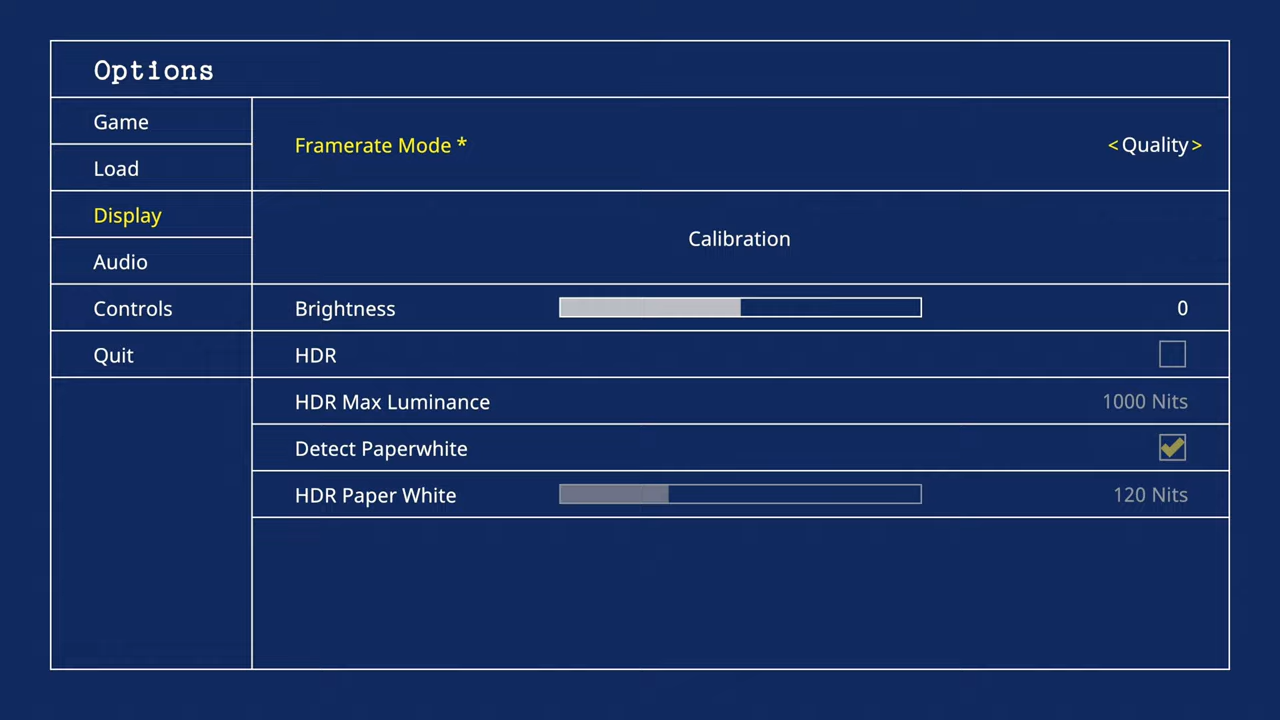 Options
Game
Load
Display
Audio
Controls
Quit
Framerate Mode *
< Quality >
Calibration
Brightness 0
HDR
HDR Max Luminance 1000 Nits
Detect Paperwhite
HDR Paper White 120 Nits